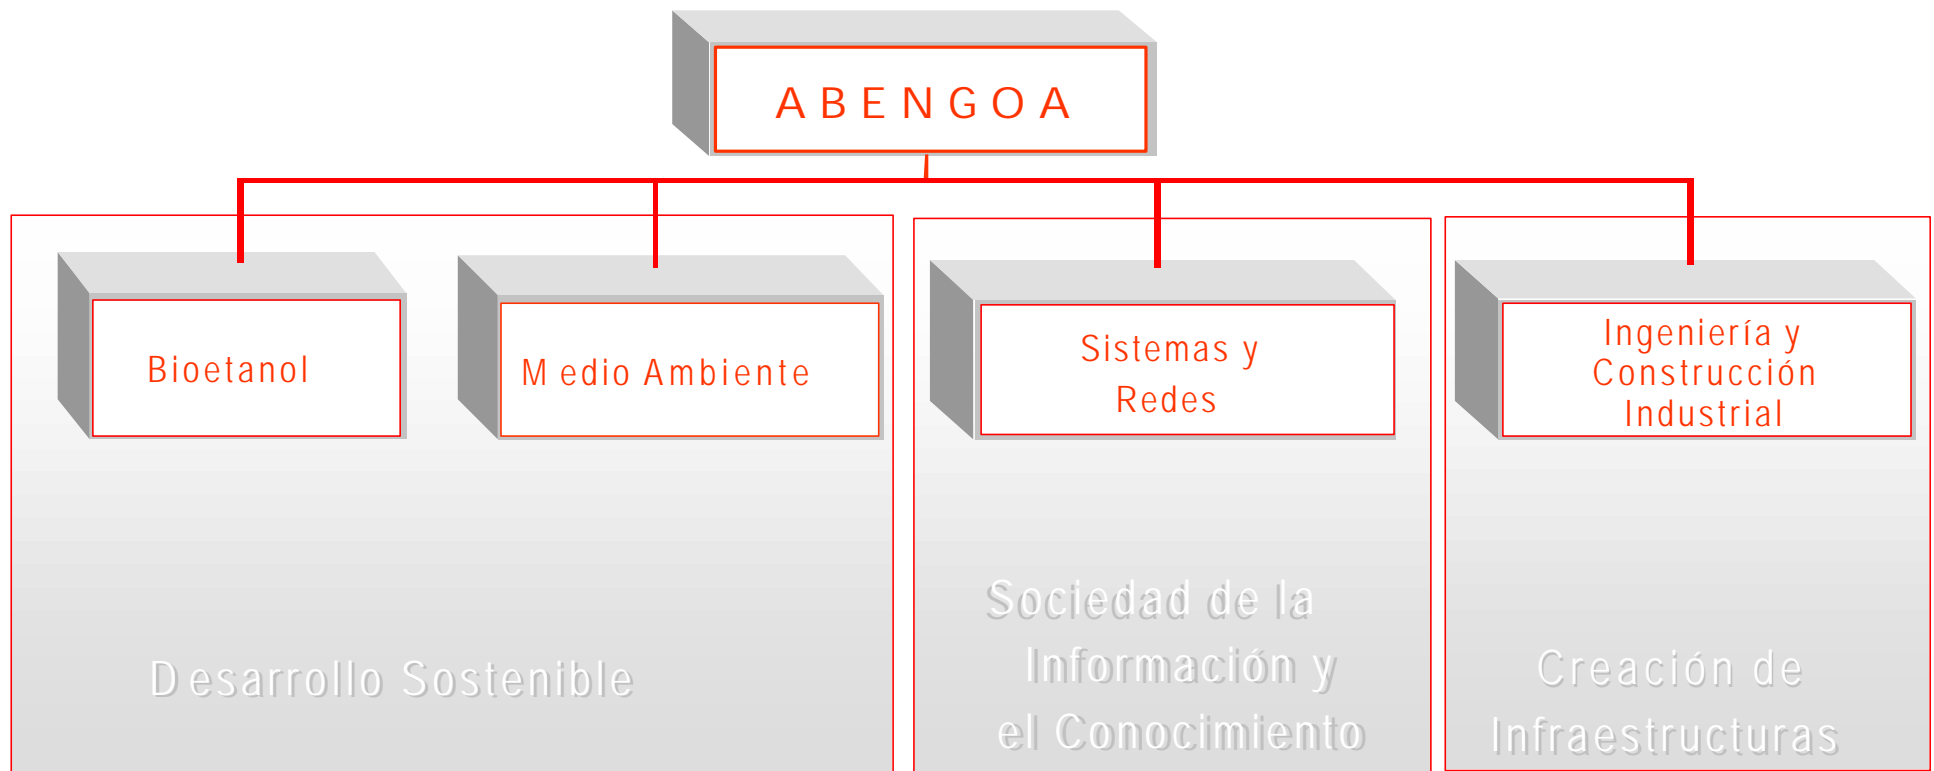 ABENGOA
Bioetanol
Medio Ambiente
Sistemas y
Redes
Ingeniería y
Construcción
Industrial
Desarrollo Sostenible
Sociedad de la
Información y
el Conocimiento
Creación de
Infraestructuras